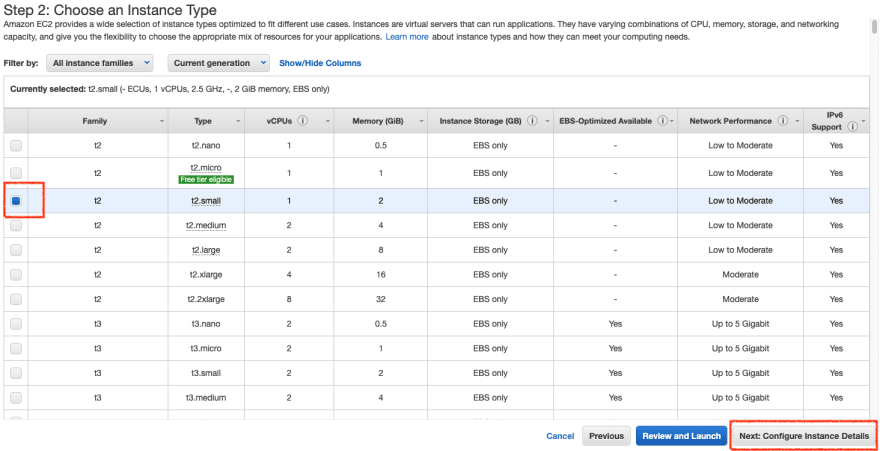 Step 2: Choose an Instance Type
Amazon EC2 provides a wide selection of instance types optimized to fit different use cases. Instances are virtual servers that can run applications. They have varying combinations of CPU, memory, storage, and networking
capacity, and give you the flexibility to choose the appropriate mix of resources for your applications. Learn more about instance types and how they can meet your computing needs.
Filter by: All instance families Current generation Show/Hide Columns
Currently selected: t2.small (- ECUs, 1 vCPUs, 2.5 GHz, -, 2 GiB memory, EBS only)
Family Type vCPUs i Memory (GiB) Instance Storage (GB) i EBS-Optimized Available i Network Performance i IPv6 Support i
t2 t2.nano 1 0.5 EBS only - Low to Moderate Yes
t2 t2.micro Free tier eligible 1 1 EBS only - Low to Moderate Yes
t2 t2.small 1 2 EBS only - Low to Moderate Yes
t2 t2.medium 2 4 EBS only - Low to Moderate Yes
t2 t2.large 2 8 EBS only - Low to Moderate Yes
t2 t2.xlarge 4 16 EBS only - Moderate Yes
t2 t2.2xlarge 8 32 EBS only - Moderate Yes
t3 t3.nano 2 0.5 EBS only Yes Up to 5 Gigabit Yes
t3 t3.micro 2 1 EBS only Yes Up to 5 Gigabit Yes
t3 t3.small 2 2 EBS only Yes Up to 5 Gigabit Yes
t3 t3.medium 2 4 EBS only Yes Up to 5 Gigabit Yes
Cancel Previous Review and Launch Next: Configure Instance Details